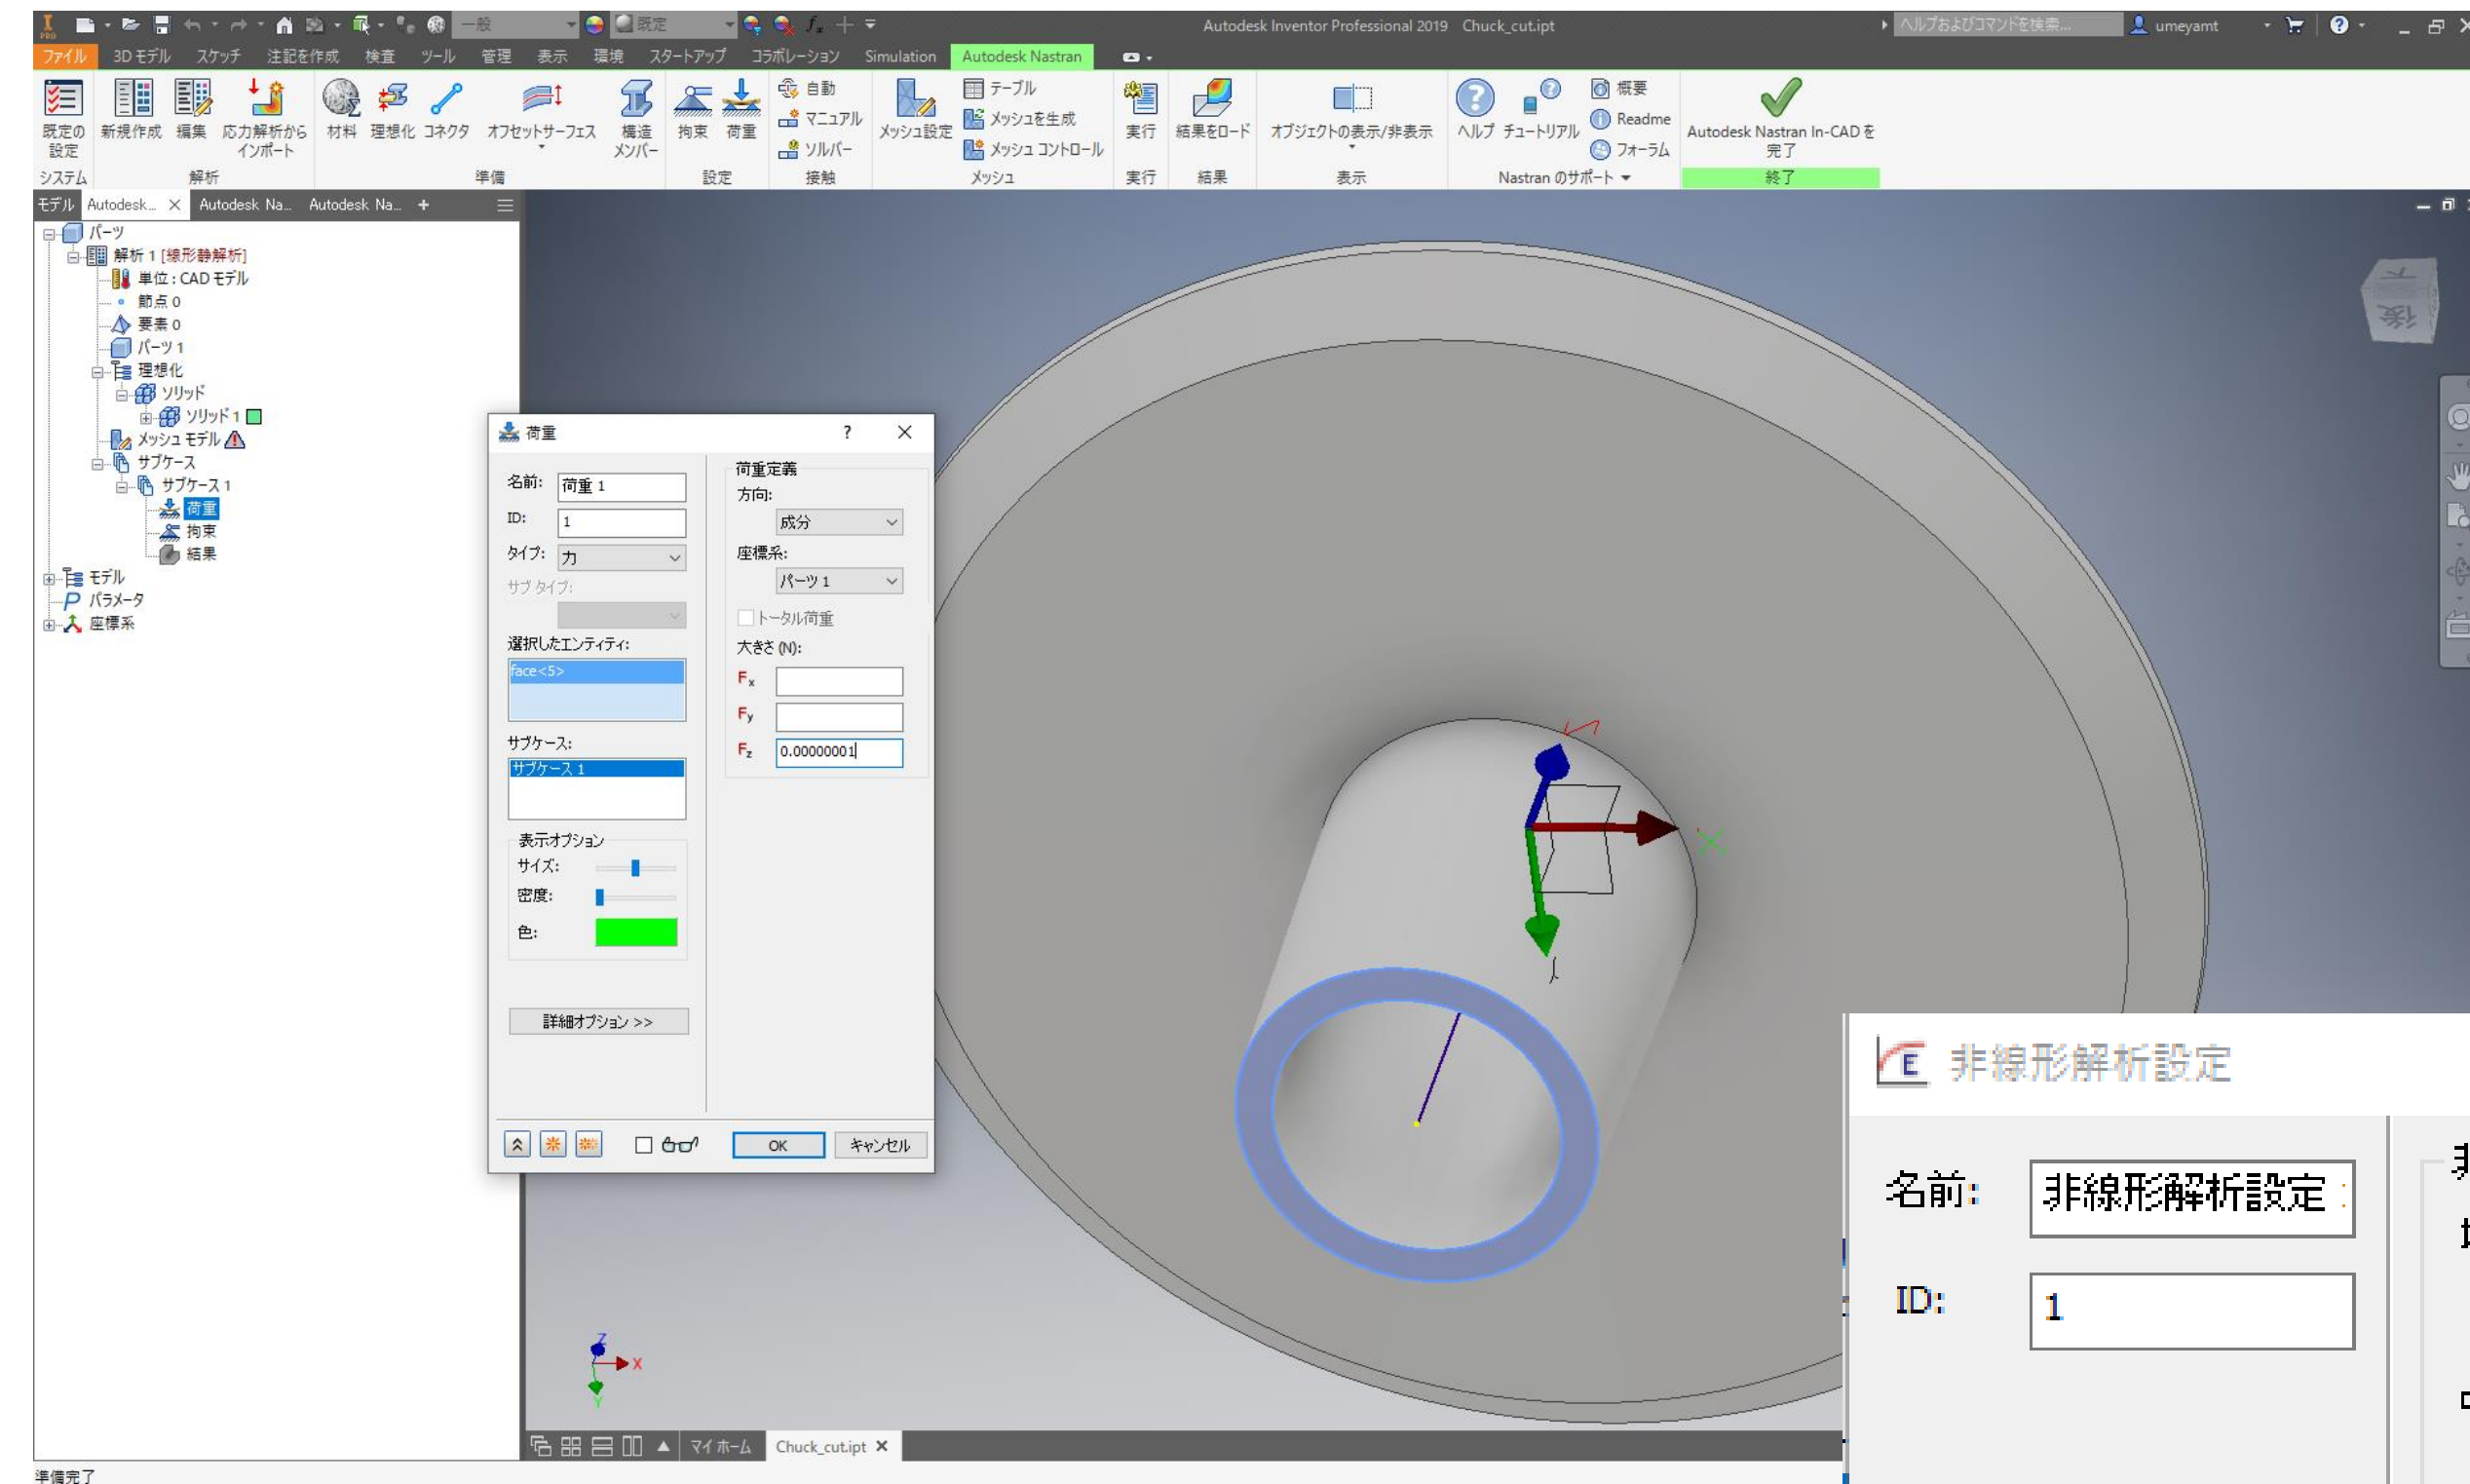 PRO
一般
既定
Autodesk Inventor Professional 2019 Chuck_cut.ipt
ヘルプおよびコマンドを検索...
umeyamt
ファイル 3D モデル スケッチ 注記を作成 検査 ツール 管理 表示 環境 スタートアップ コラボレーション Simulation Autodesk Nastran
既定の
設定
新規作成
編集
応力解析から
インポート
材料
理想化
コネクタ
オフセットサーフェス
構造
メンバー
拘束
荷重
自動
マニュアル
ソルバー
メッシュ設定
テーブル
メッシュを生成
メッシュ コントロール
実行
結果をロード
オブジェクトの表示/非表示
ヘルプ
チュートリアル
概要
Readme
フォーラム
Autodesk Nastran In-CAD を
完了
システム 解析 準備 設定 接触 メッシュ 実行 結果 表示 Nastran のサポート 終了
モデル Autodesk... Autodesk Na... Autodesk Na... +
パーツ
解析 1 [線形静解析]
単位 : CAD モデル
節点 0
要素 0
パーツ 1
理想化
ソリッド
ソリッド 1
メッシュ モデル
サブケース
サブケース 1
荷重
拘束
結果
モデル
パラメータ
座標系
荷重
名前: 荷重 1
ID: 1
タイプ: 力
サブ タイプ:
選択したエンティティ:
face<5>
サブケース:
サブケース 1
表示オプション
サイズ:
密度:
色:
詳細オプション >>
荷重定義
方向:
成分
座標系:
パーツ 1
トータル荷重
大きさ (N):
Fx
Fy
Fz 0.00000001
OK キャンセル
後
Z
X
Y
非線形解析設定
名前: 非線形解析設定
ID: 1
マイ ホーム Chuck_cut.ipt
準備完了